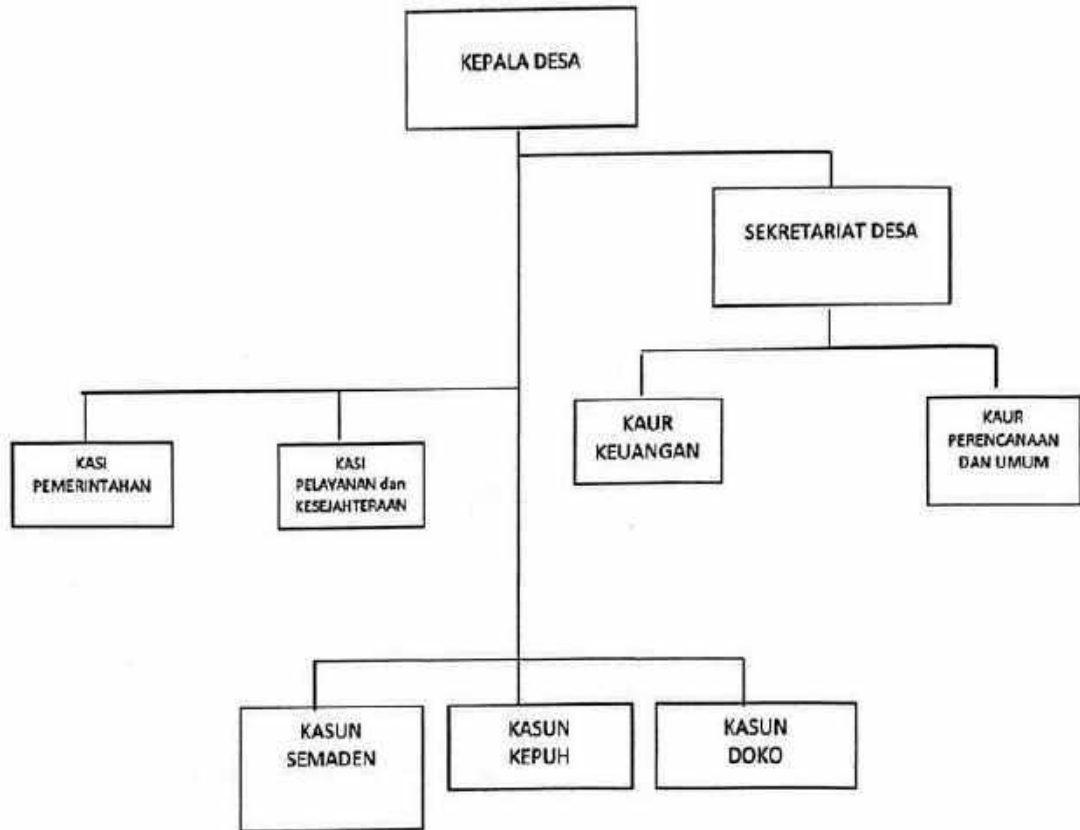 KEPALA DESA
SEKRETARIAT DESA
KAUR
KEUANGAN
KAUR
PERENCANAAN
DAN UMUM
KASI
PEMERINTAHAN
KASI
PELAYANAN dan
KESEJAHTERAAN
KASUN
SEMADEN
KASUN
KEPUH
KASUN
DOKO